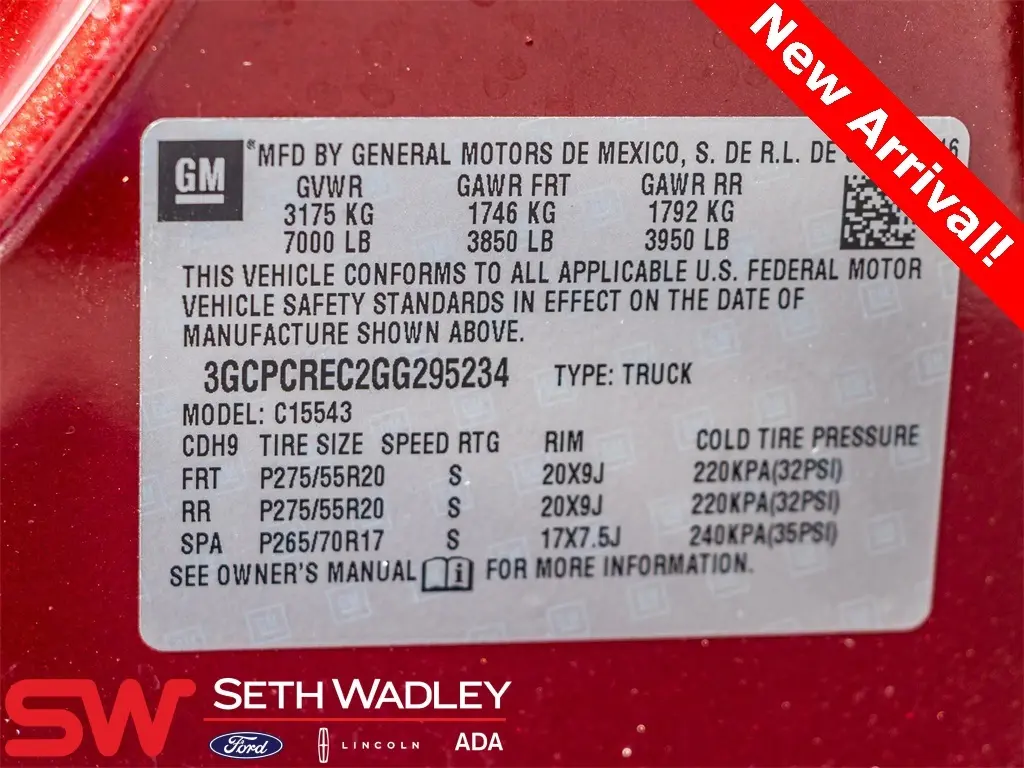 New Arrival!
GM
®MFD BY GENERAL MOTORS DE MEXICO, S. DE R.L. DE
GVWR GAWR FRT GAWR RR
3175 KG 1746 KG 1792 KG
7000 LB 3850 LB 3950 LB
THIS VEHICLE CONFORMS TO ALL APPLICABLE U.S. FEDERAL MOTOR
VEHICLE SAFETY STANDARDS IN EFFECT ON THE DATE OF
MANUFACTURE SHOWN ABOVE.
3GCPCREC2GG295234 TYPE: TRUCK
MODEL: C15543
CDH9 TIRE SIZE SPEED RTG RIM COLD TIRE PRESSURE
FRT P275/55R20 S 20X9J 220KPA(32PSI)
RR P275/55R20 S 20X9J 220KPA(32PSI)
SPA P265/70R17 S 17X7.5J 240KPA(35PSI)
SEE OWNER'S MANUAL i FOR MORE INFORMATION.
SW SETH WADLEY
Ford LINCOLN ADA